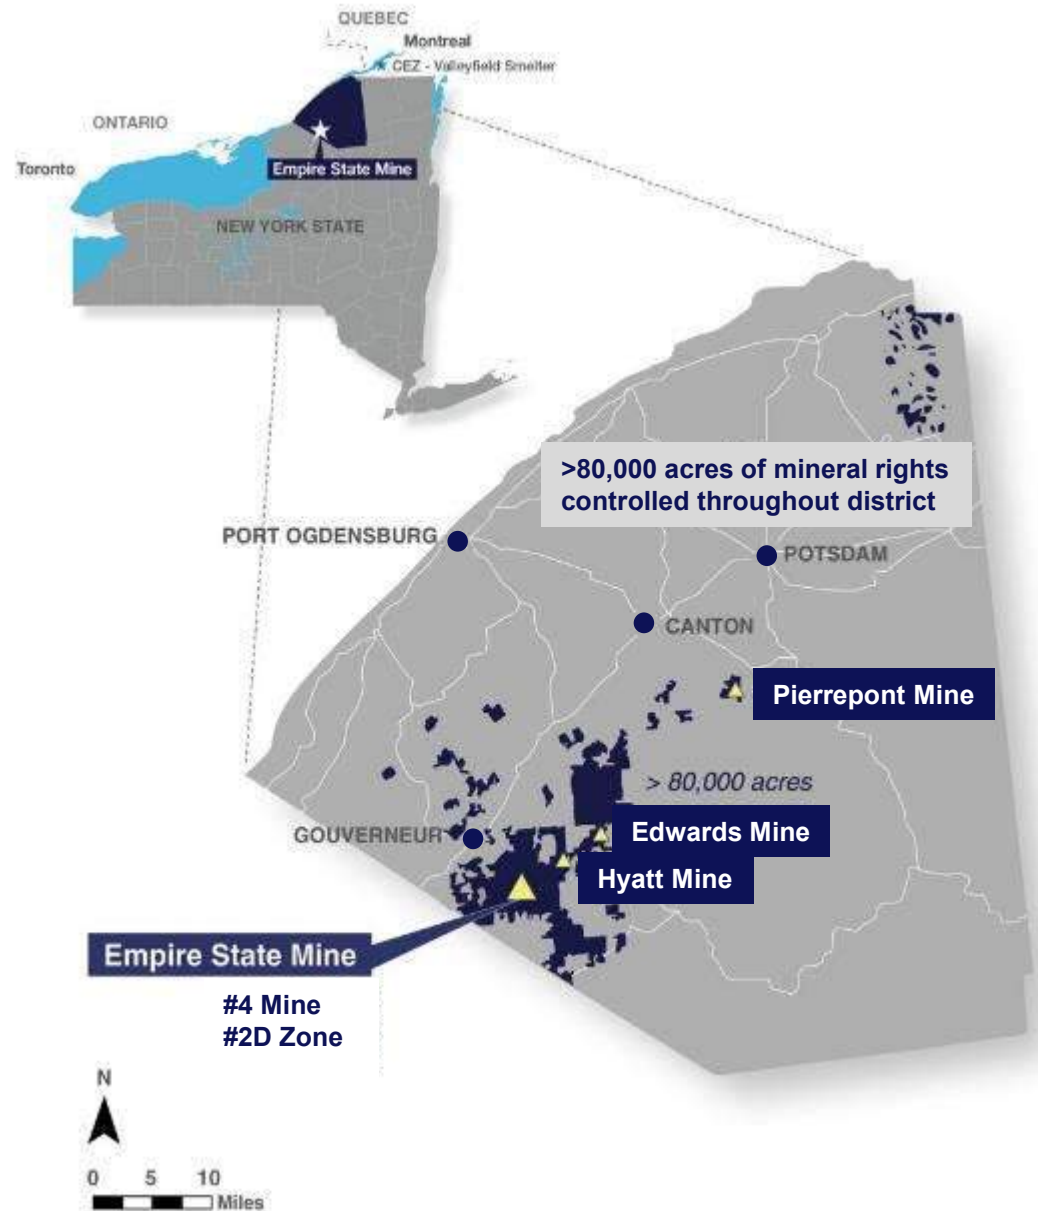 QUEBEC
Montreal
CEZ - Valleyfield Smelter
ONTARIO
Toronto
Empire State Mine
NEW YORK STATE
>80,000 acres of mineral rights
controlled throughout district
PORT OGDENSBURG
POTSDAM
CANTON
Pierrepont Mine
> 80,000 acres
Edwards Mine
GOUVERNEUR
Hyatt Mine
Empire State Mine
#4 Mine
#2D Zone
N
0 5 10
Miles